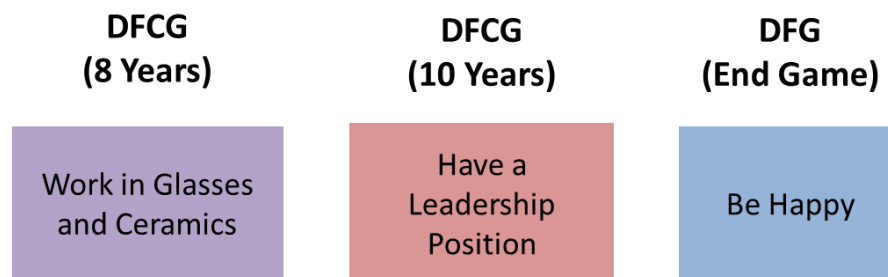 DFCG
(8 Years)
DFCG
(10 Years)
DFG
(End Game)
Work in Glasses
and Ceramics
Have a
Leadership
Position
Be Happy